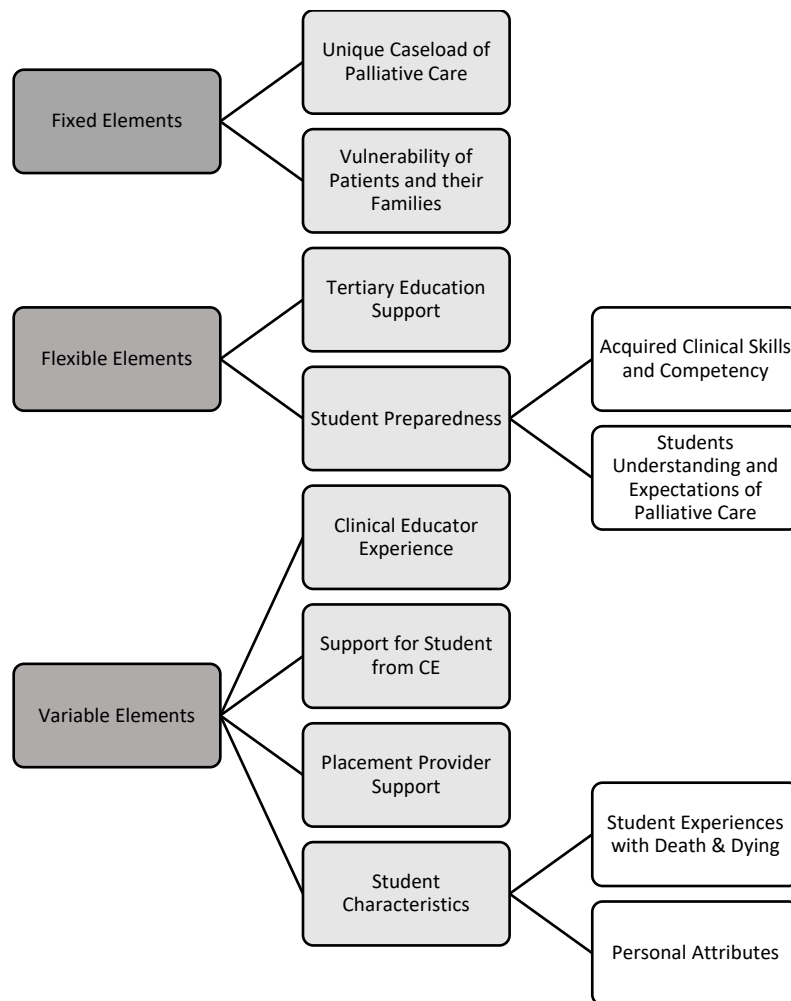 Fixed Elements
Unique Caseload of
Palliative Care
Vulnerability of
Patients and their
Families
Flexible Elements
Tertiary Education
Support
Student Preparedness
Acquired Clinical Skills
and Competency
Students
Understanding and
Expectations of
Palliative Care
Variable Elements
Clinical Educator
Experience
Support for Student
from CE
Placement Provider
Support
Student
Characteristics
Student Experiences
with Death & Dying
Personal Attributes